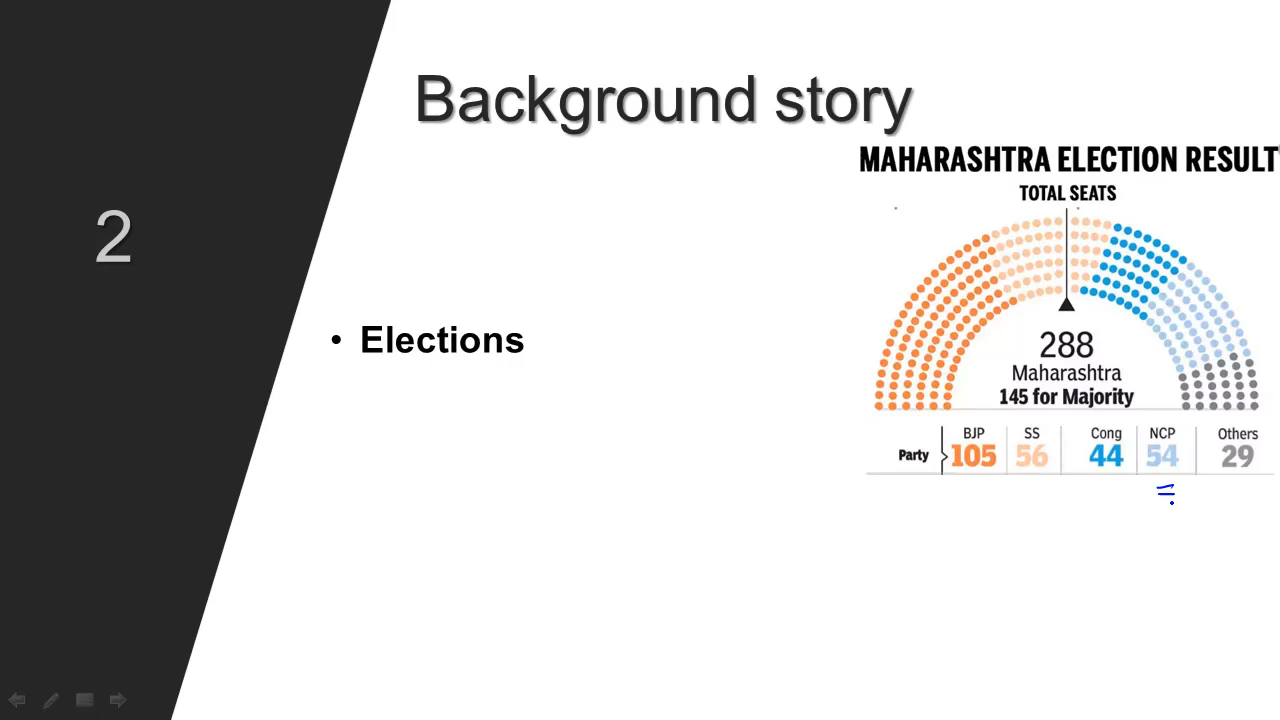 Background story
2
• Elections
MAHARASHTRA ELECTION RESULT
TOTAL SEATS
288
Maharashtra
145 for Majority
Party BJP SS Cong NCP Others
105 56 44 54 29